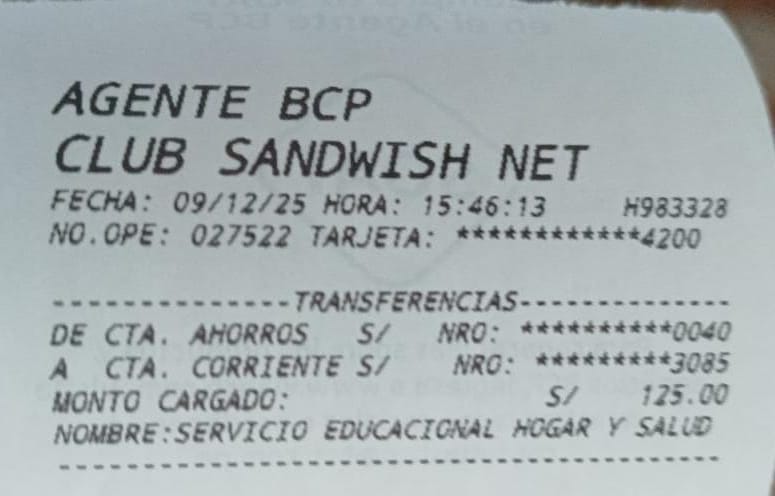 AGENTE BCP
CLUB SANDWISH NET
FECHA: 09/12/25 HORA: 15:46:13 H983328
NO.OPE: 027522 TARJETA: ************4200
--------------TRANSFERENCIAS-------------
DE CTA. AHORROS S/ NRO: **********0040
A CTA. CORRIENTE S/ NRO: *********3085
MONTO CARGADO: S/ 125.00
NOMBRE:SERVICIO EDUCACIONAL HOGAR Y SALUD
-----------------------------------------